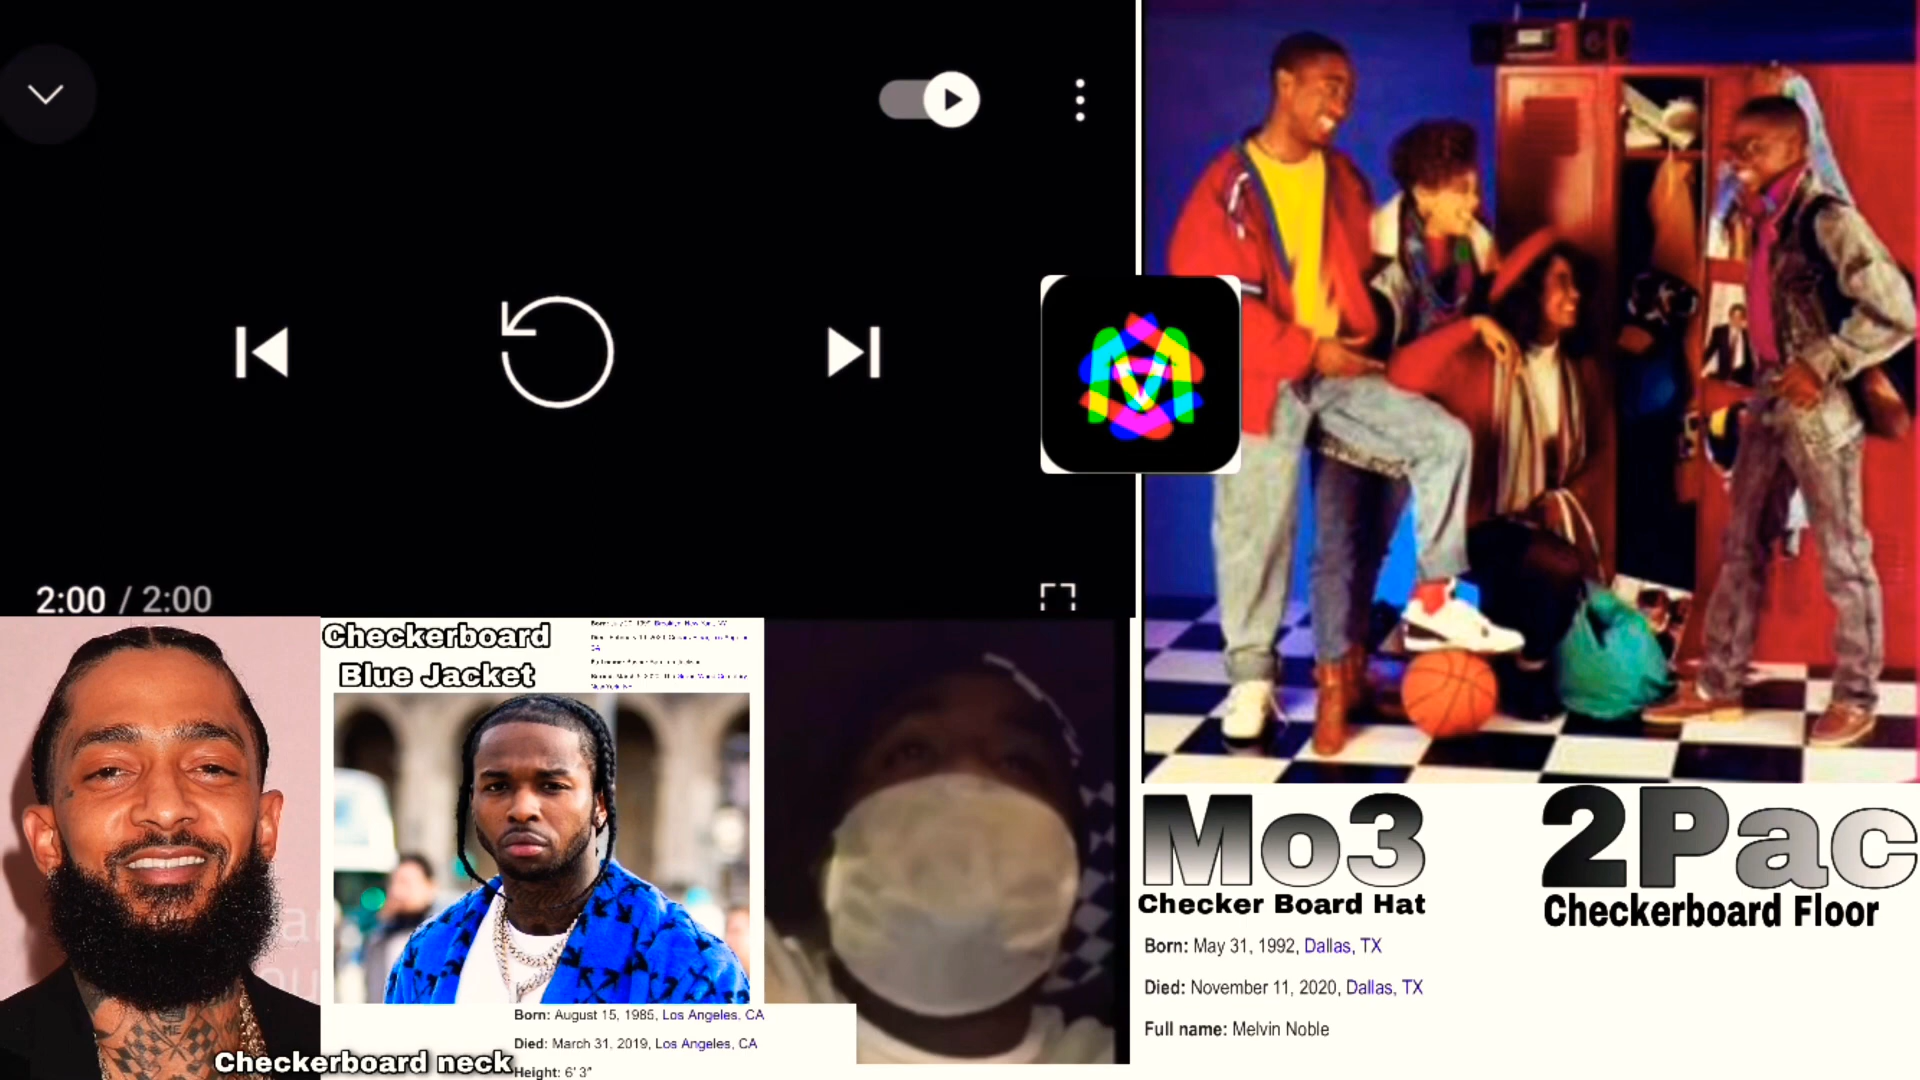 2:00 / 2:00
Checkerboard
Blue Jacket
Mo3
Checker Board Hat
Born: May 31, 1992, Dallas, TX
Died: November 11, 2020, Dallas, TX
Full name: Melvin Noble
2Pac
Checkerboard Floor
Born: August 15, 1985, Los Angeles, CA
Died: March 31, 2019, Los Angeles, CA
Height: 6' 3"
Checkerboard neck
ME